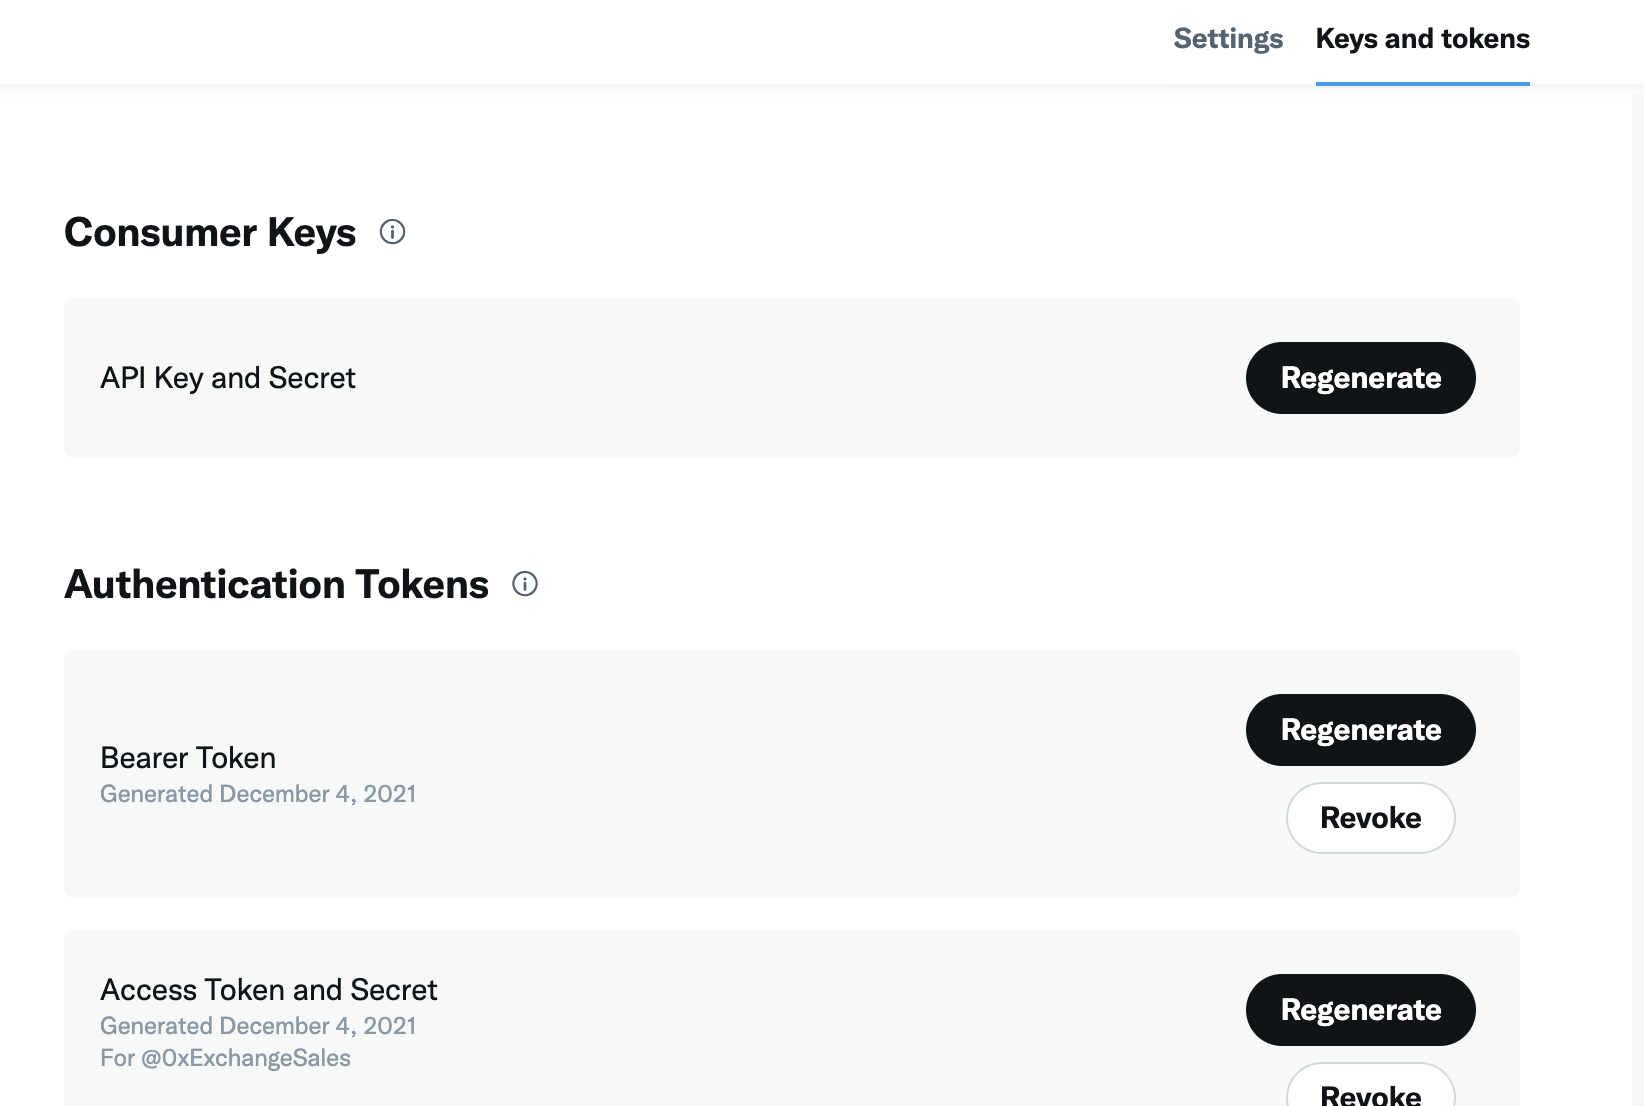 Settings Keys and tokens
Consumer Keys
API Key and Secret
Regenerate
Authentication Tokens
Bearer Token
Generated December 4, 2021
Regenerate
Revoke
Access Token and Secret
Generated December 4, 2021
For @0xExchangeSales
Regenerate
Revoke